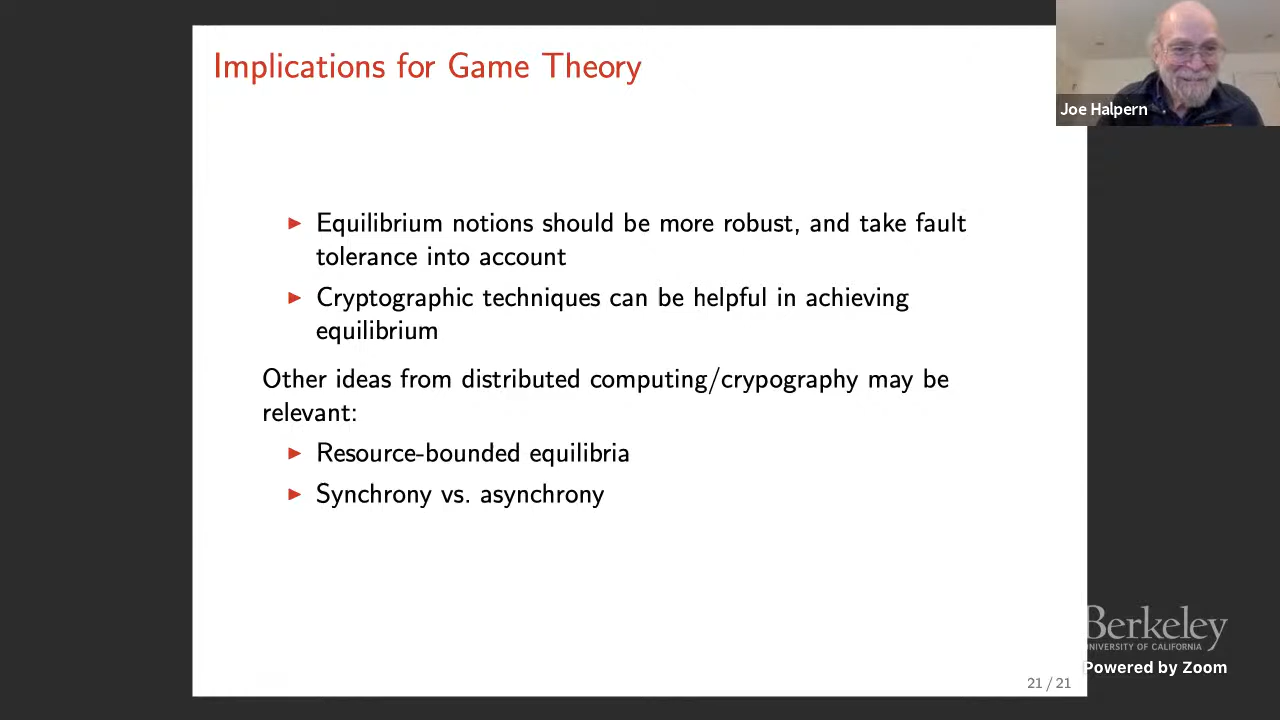 Implications for Game Theory
Joe Halpern
► Equilibrium notions should be more robust, and take fault
tolerance into account
► Cryptographic techniques can be helpful in achieving
equilibrium
Other ideas from distributed computing/crypography may be
relevant:
► Resource-bounded equilibria
► Synchrony vs. asynchrony
Berkeley
UNIVERSITY OF CALIFORNIA
Powered by Zoom
21 / 21